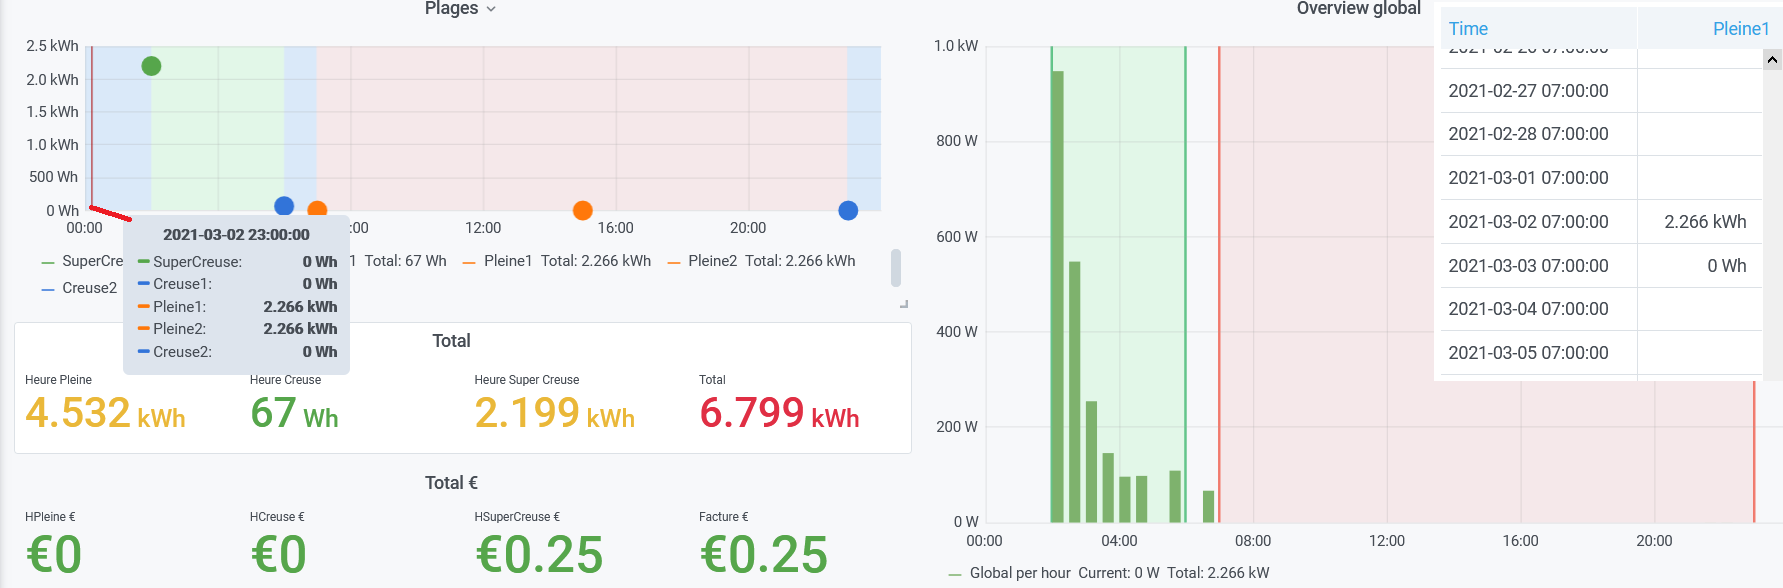 Plages
2.5 kWh
2.0 kWh
1.5 kWh
1.0 kWh
500 Wh
0 Wh
00:00
:00
12:00
16:00
20:00
2021-03-02 23:00:00
SuperCreuse: 0 Wh
Creuse1: 0 Wh
Pleine1: 2.266 kWh
Pleine2: 2.266 kWh
Creuse2: 0 Wh
SuperCre
1 Total: 67 Wh
Pleine1 Total: 2.266 kWh
Pleine2 Total: 2.266 kWh
Creuse2
Total
Heure Pleine
4.532 kWh
Heure Creuse
67 Wh
Heure Super Creuse
2.199 kWh
Total
6.799 kWh
Total €
HPleine €
€0
HCreuse €
€0
HSuperCreuse €
€0.25
Facture €
€0.25
Overview global
1.0 kW
800 W
600 W
400 W
200 W
0 W
00:00
04:00
08:00
12:00
16:00
20:00
Global per hour Current: 0 W Total: 2.266 kW
Time Pleine1
2021-02-26 07:00:00
2021-02-27 07:00:00
2021-02-28 07:00:00
2021-03-01 07:00:00
2021-03-02 07:00:00 2.266 kWh
2021-03-03 07:00:00 0 Wh
2021-03-04 07:00:00
2021-03-05 07:00:00